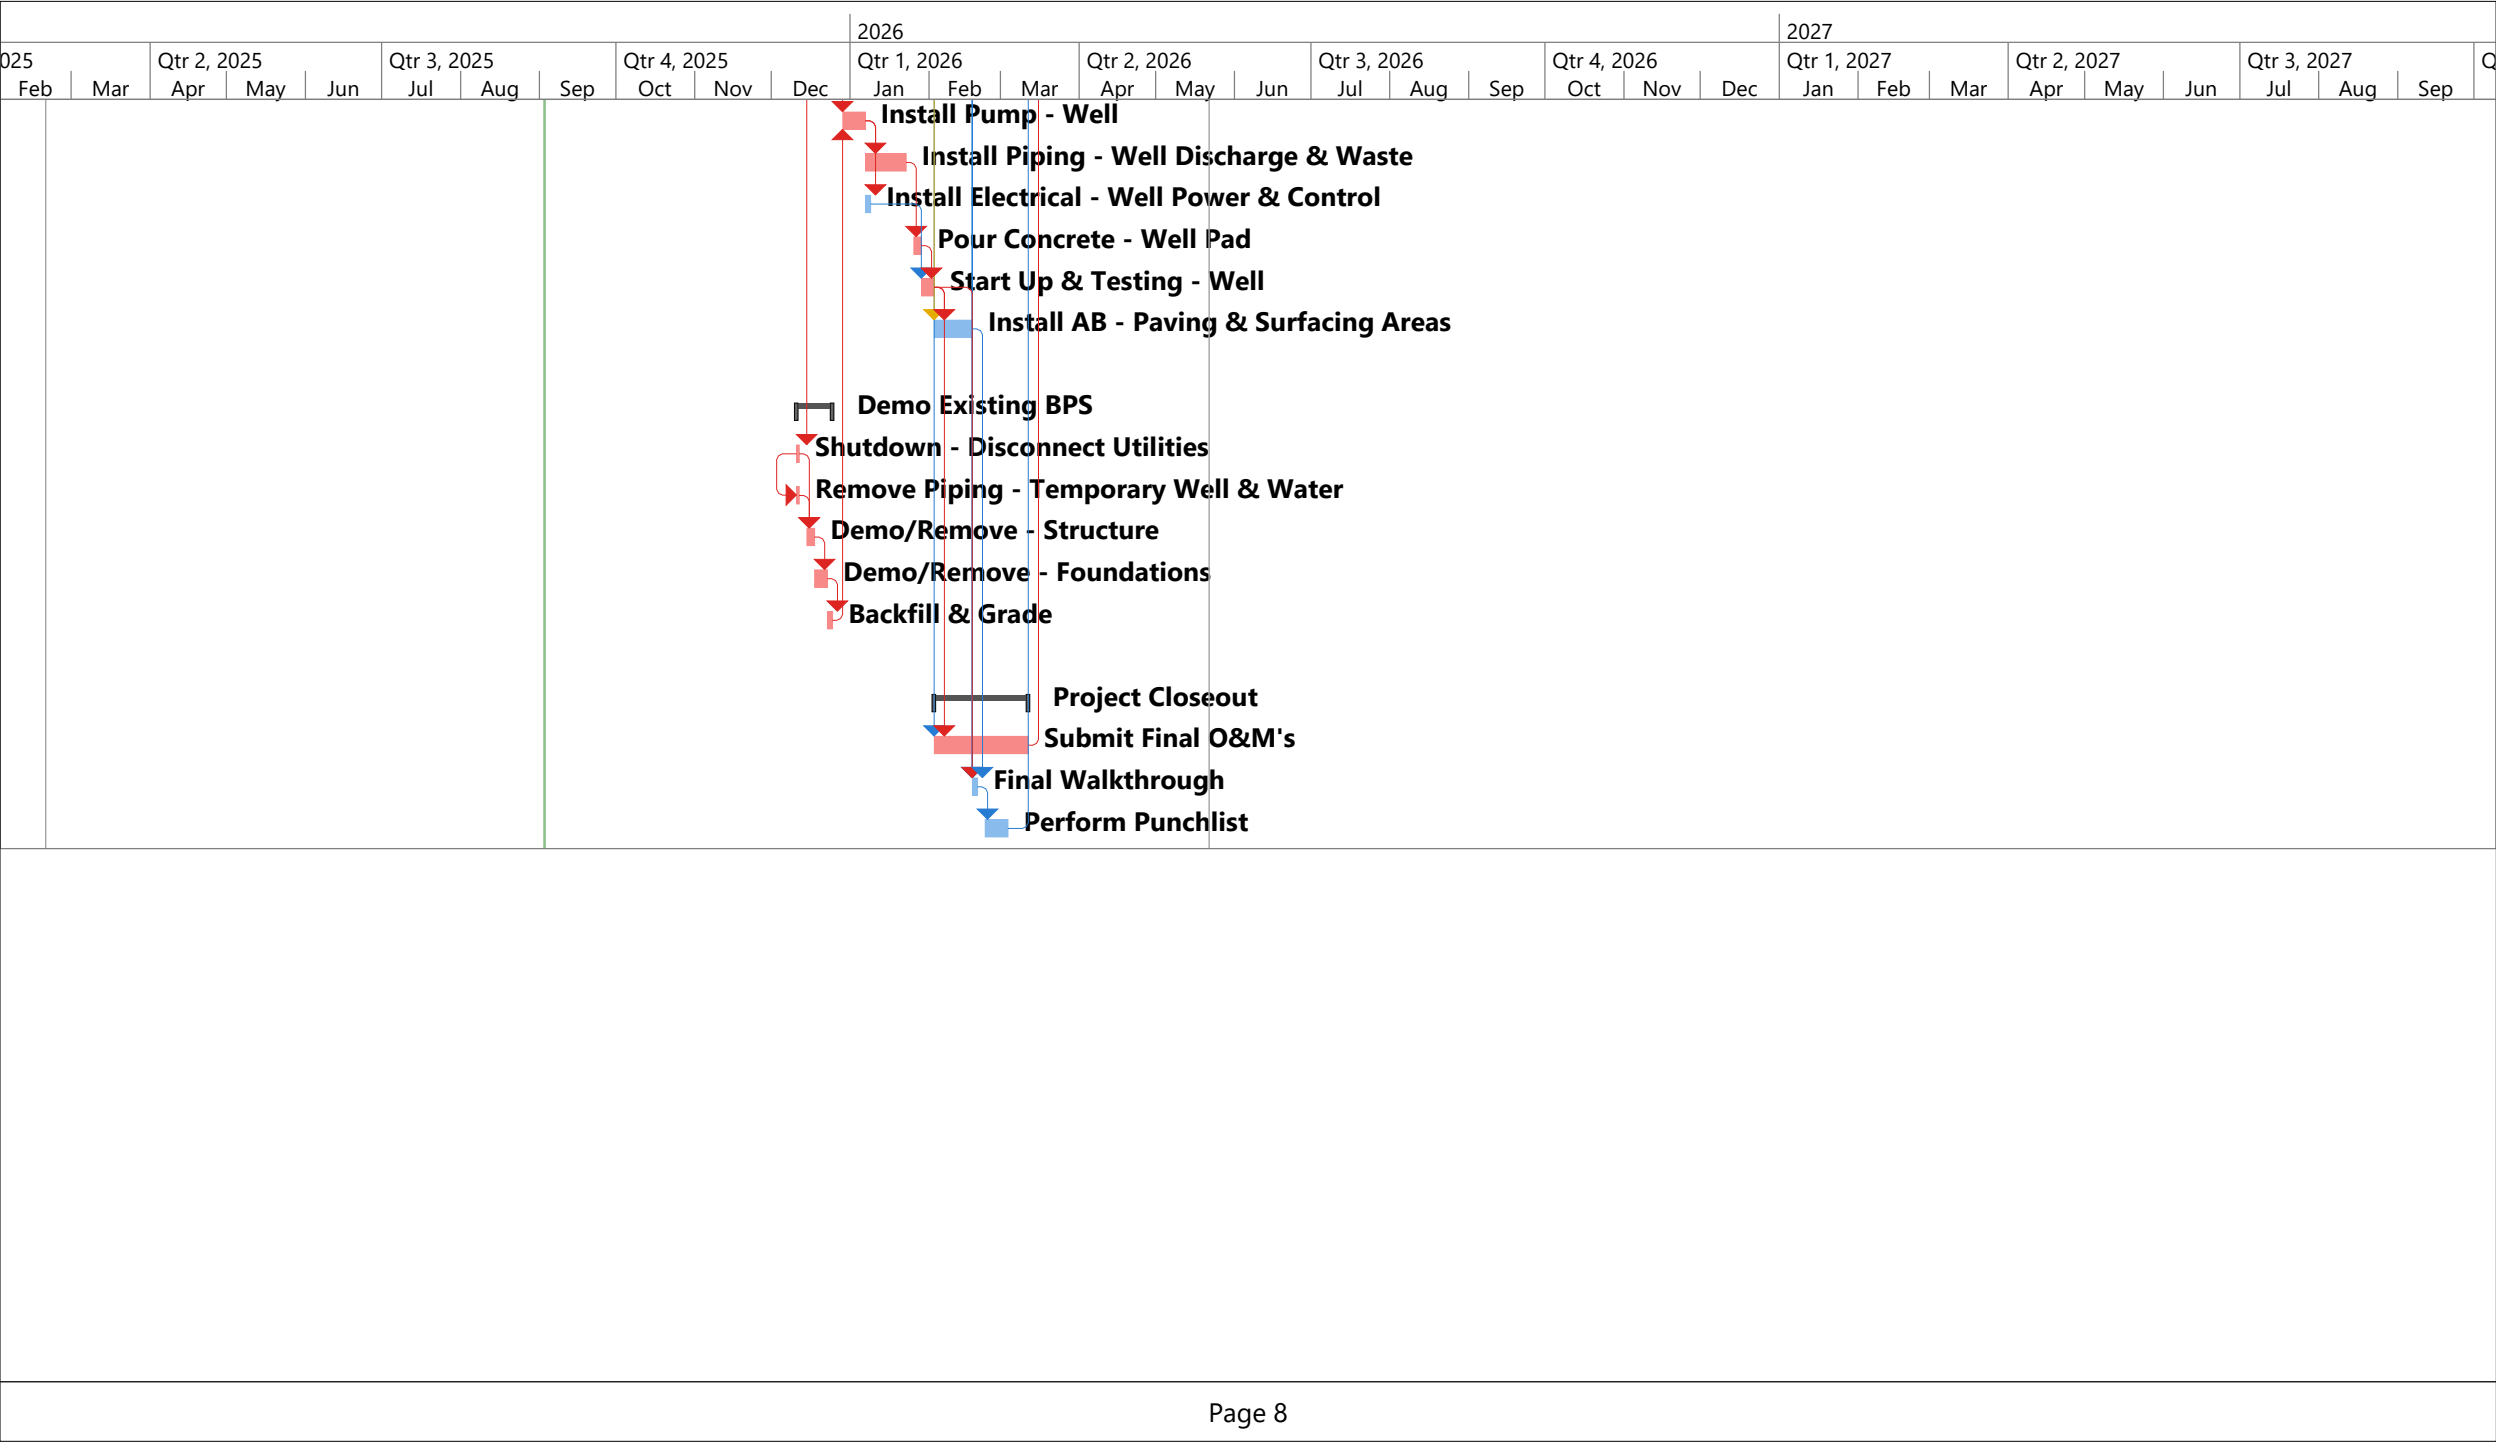 2026 2027
025 Qtr 2, 2025 Qtr 3, 2025 Qtr 4, 2025 Qtr 1, 2026 Qtr 2, 2026 Qtr 3, 2026 Qtr 4, 2026 Qtr 1, 2027 Qtr 2, 2027 Qtr 3, 2027 Q
Feb Mar Apr May Jun Jul Aug Sep Oct Nov Dec Jan Feb Mar Apr May Jun Jul Aug Sep Oct Nov Dec Jan Feb Mar Apr May Jun Jul Aug Sep
Install Pump - Well
Install Piping - Well Discharge & Waste
Install Electrical - Well Power & Control
Pour Concrete - Well Pad
Start Up & Testing - Well
Install AB - Paving & Surfacing Areas
Demo Existing BPS
Shutdown - Disconnect Utilities
Remove Piping - Temporary Well & Water
Demo/Remove - Structure
Demo/Remove - Foundations
Backfill & Grade
Project Closeout
Submit Final O&M's
Final Walkthrough
Perform Punchlist
Page 8